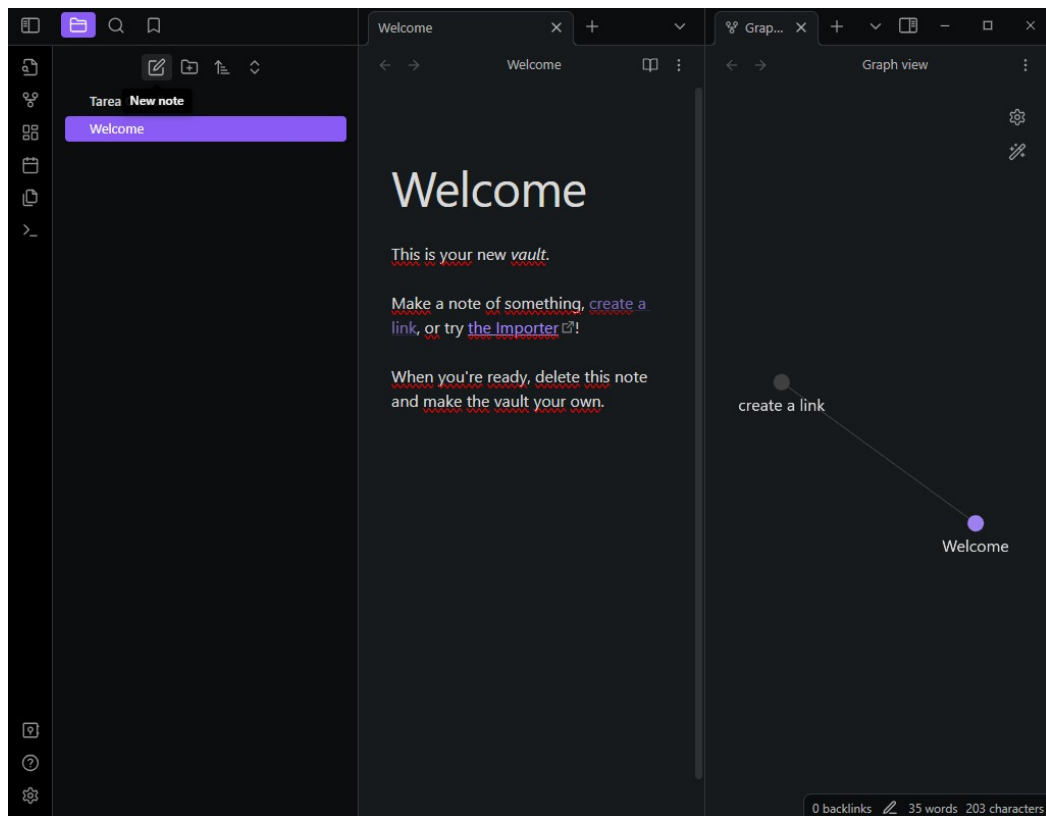 Welcome
Grap...
Welcome
Graph view
Tarea
New note
Welcome
Welcome
This is your new vault.
Make a note of something, create a
link, or try the Importer!
When you're ready, delete this note
and make the vault your own.
create a link
Welcome
0 backlinks 35 words 203 characters